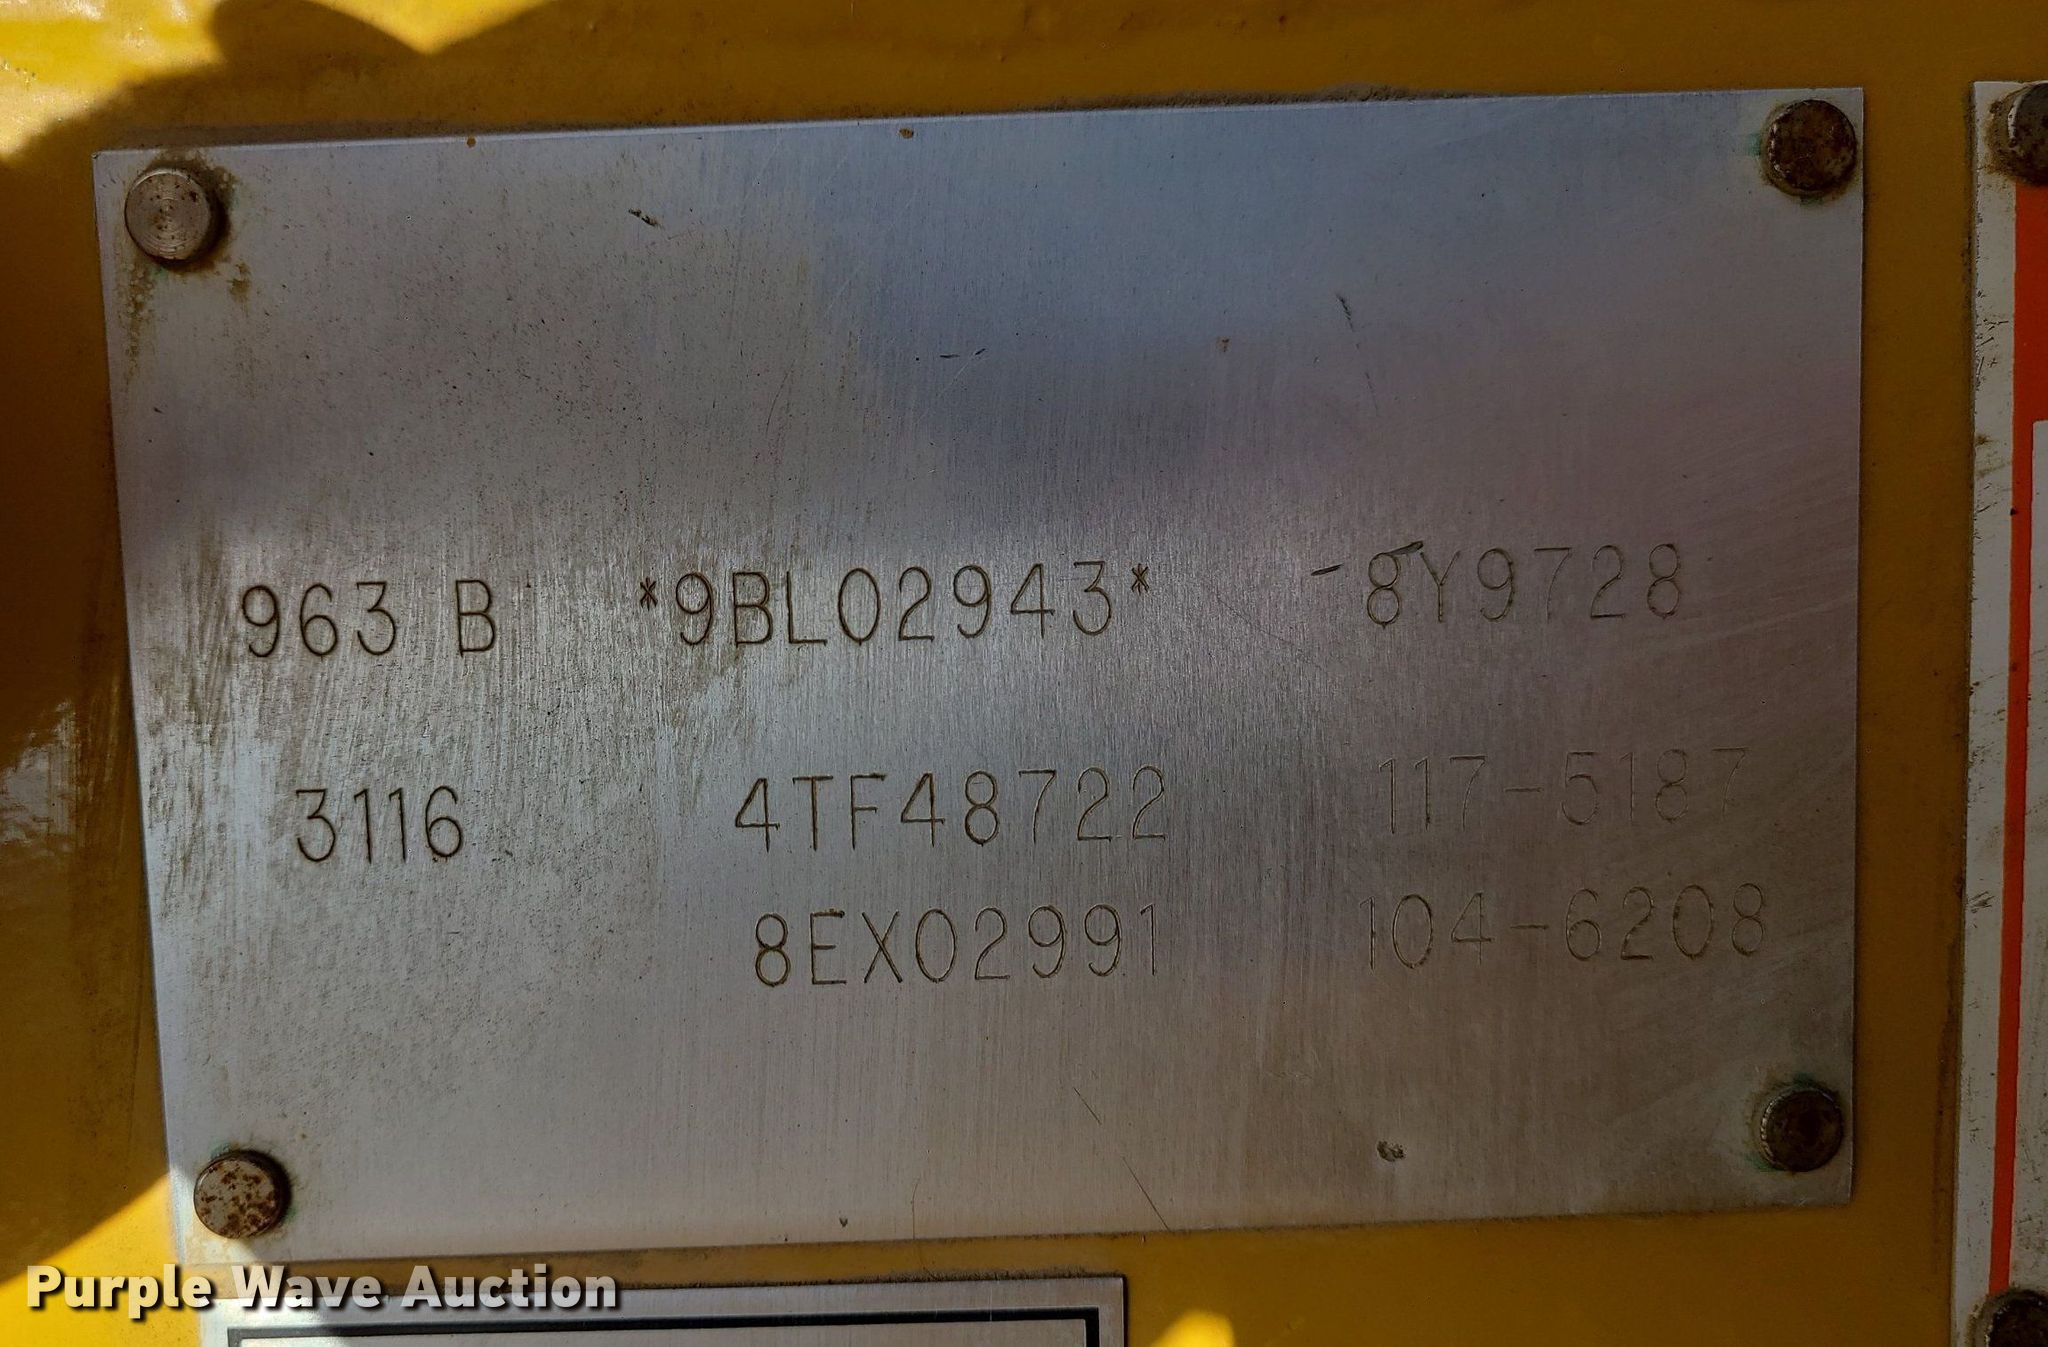 963 B *9BL02943* -8Y9728
3116 4TF48722 117-5187
8EX02991 104-6208
Purple Wave Auction